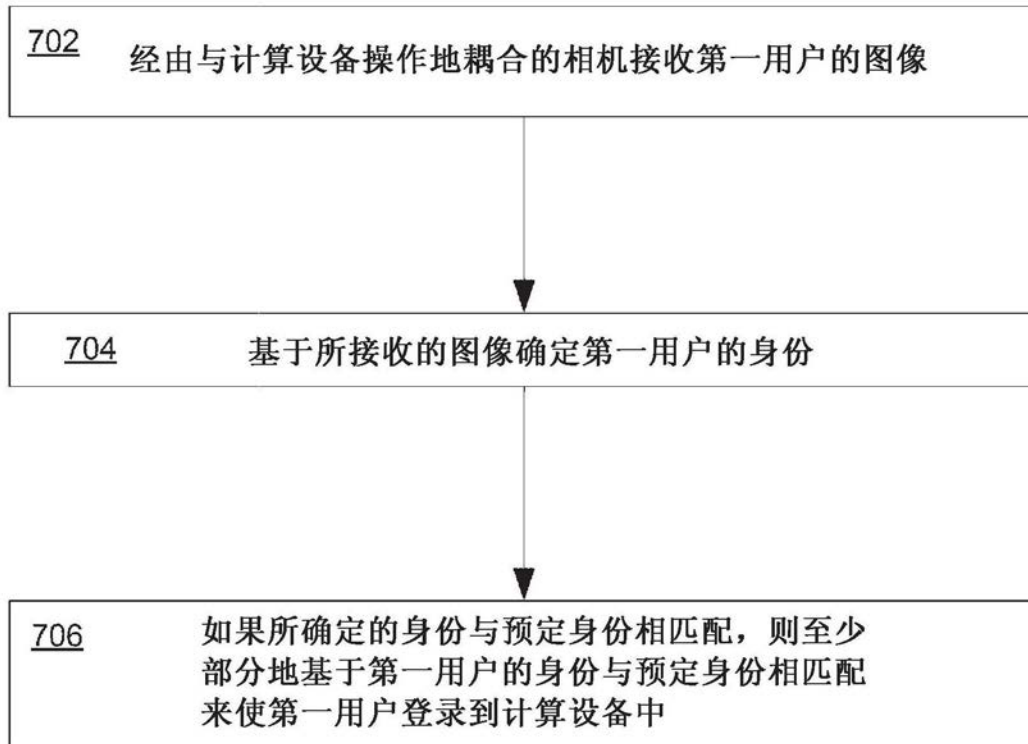 702
经由与计算设备操作地耦合的相机接收第一用户的图像
704
基于所接收的图像确定第一用户的身份
706
如果所确定的身份与预定身份相匹配，则至少
部分地基于第一用户的身份与预定身份相匹配
来使第一用户登录到计算设备中